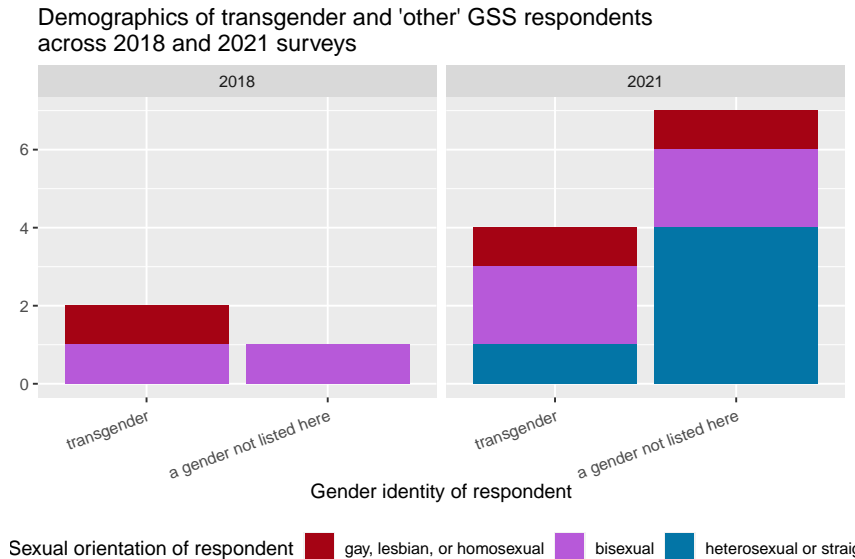 Demographics of transgender and 'other' GSS respondents
across 2018 and 2021 surveys
2018
2021
6
4
2
0
transgender
a gender not listed here
transgender
a gender not listed here
Gender identity of respondent
Sexual orientation of respondent gay, lesbian, or homosexual bisexual heterosexual or